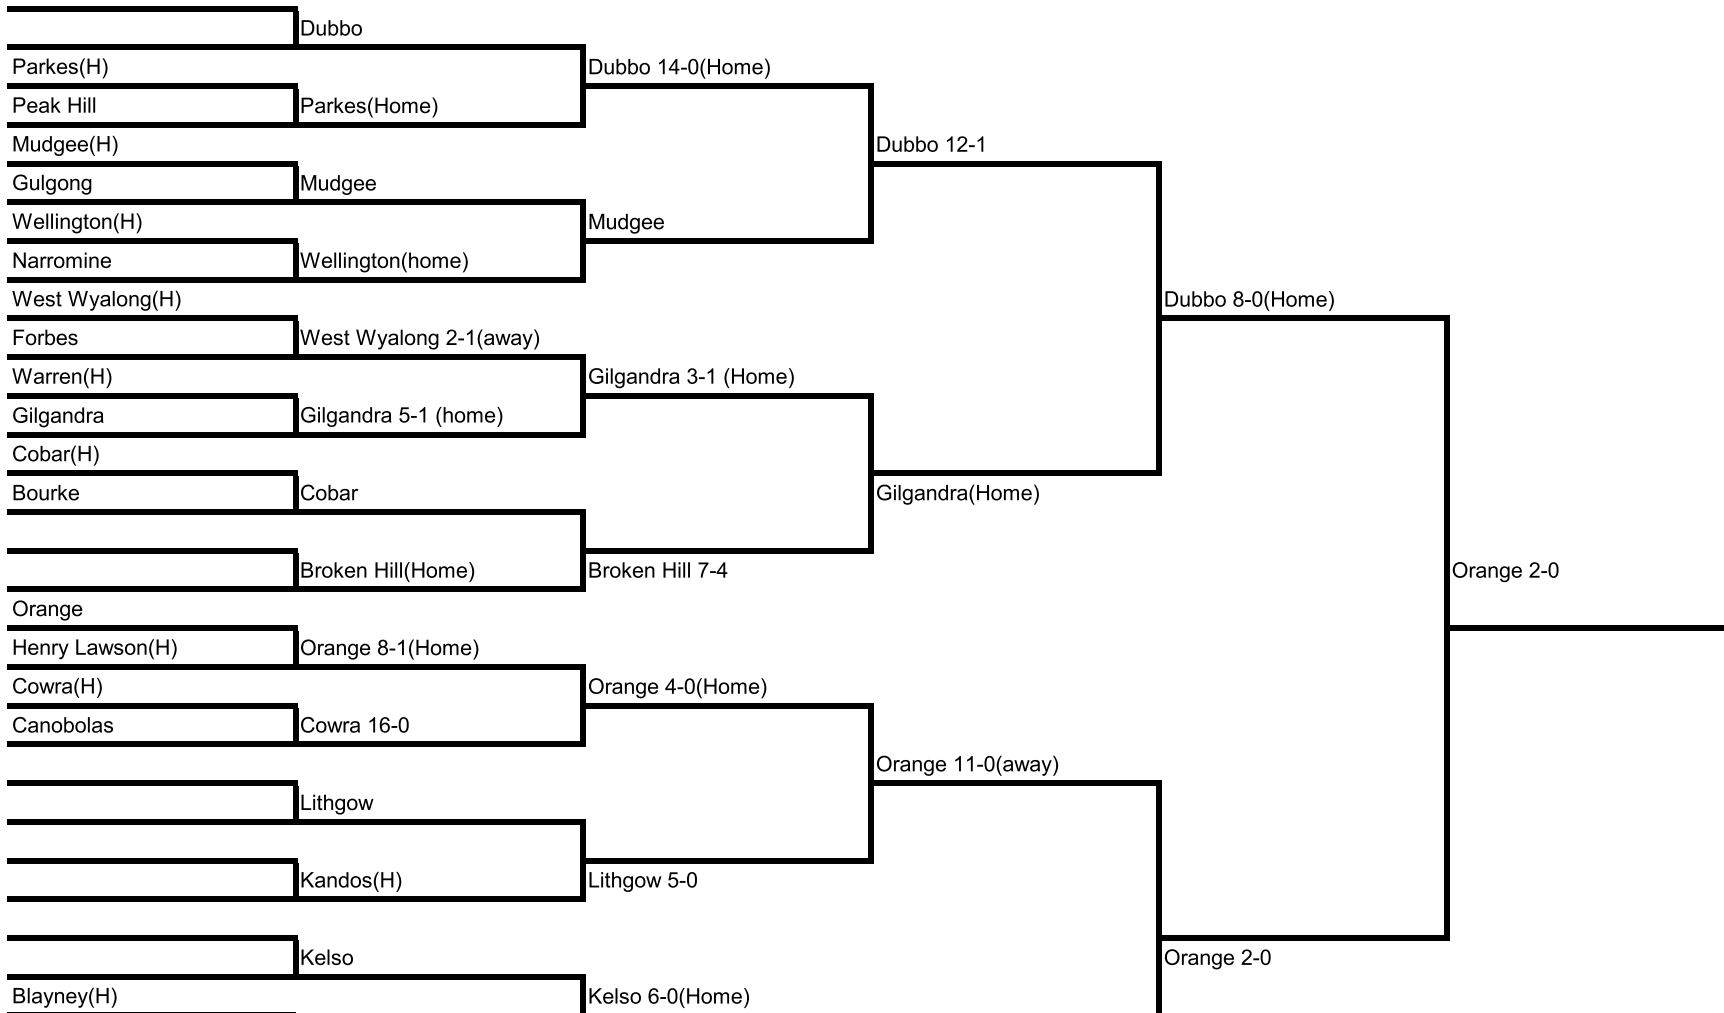 Dubbo
Parkes(H)
Dubbo 14-0(Home)
Peak Hill
Parkes(Home)
Mudgee(H)
Dubbo 12-1
Gulgong
Mudgee
Wellington(H)
Mudgee
Narromine
Wellington(home)
West Wyalong(H)
Dubbo 8-0(Home)
Forbes
West Wyalong 2-1(away)
Warren(H)
Gilgandra 3-1 (Home)
Gilgandra
Gilgandra 5-1 (home)
Cobar(H)
Bourke
Cobar
Gilgandra(Home)
Broken Hill(Home)
Broken Hill 7-4
Orange 2-0
Orange
Henry Lawson(H)
Orange 8-1(Home)
Cowra(H)
Orange 4-0(Home)
Canobolas
Cowra 16-0
Orange 11-0(away)
Lithgow
Kandos(H)
Lithgow 5-0
Kelso
Orange 2-0
Blayney(H)
Kelso 6-0(Home)